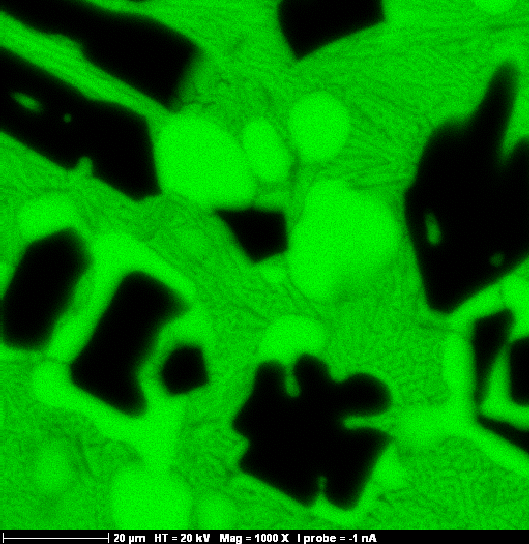 20 µm HT = 20 kV Mag = 1000 X I probe = -1 nA